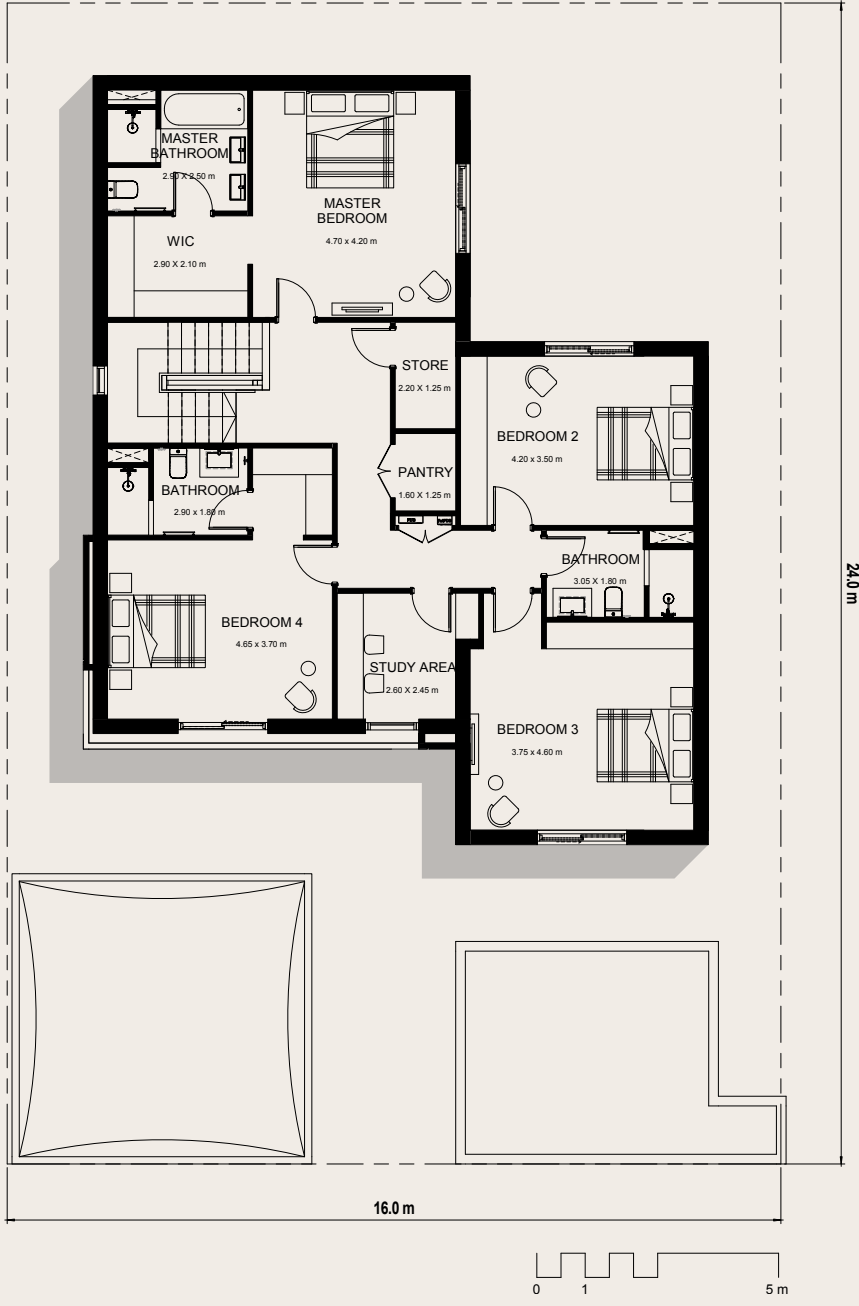 MASTER
BATHROOM
2.90 X 2.50 m
MASTER
BEDROOM
4.70 x 4.20 m
WIC
2.90 X 2.10 m
STORE
2.20 X 1.25 m
BEDROOM 2
4.20 x 3.50 m
PANTRY
1.60 X 1.25 m
BATHROOM
2.90 x 1.80 m
BATHROOM
3.05 X 1.80 m
24.0 m
BEDROOM 4
4.65 x 3.70 m
STUDY AREA
2.60 X 2.45 m
BEDROOM 3
3.75 x 4.60 m
16.0 m
0 1 5 m